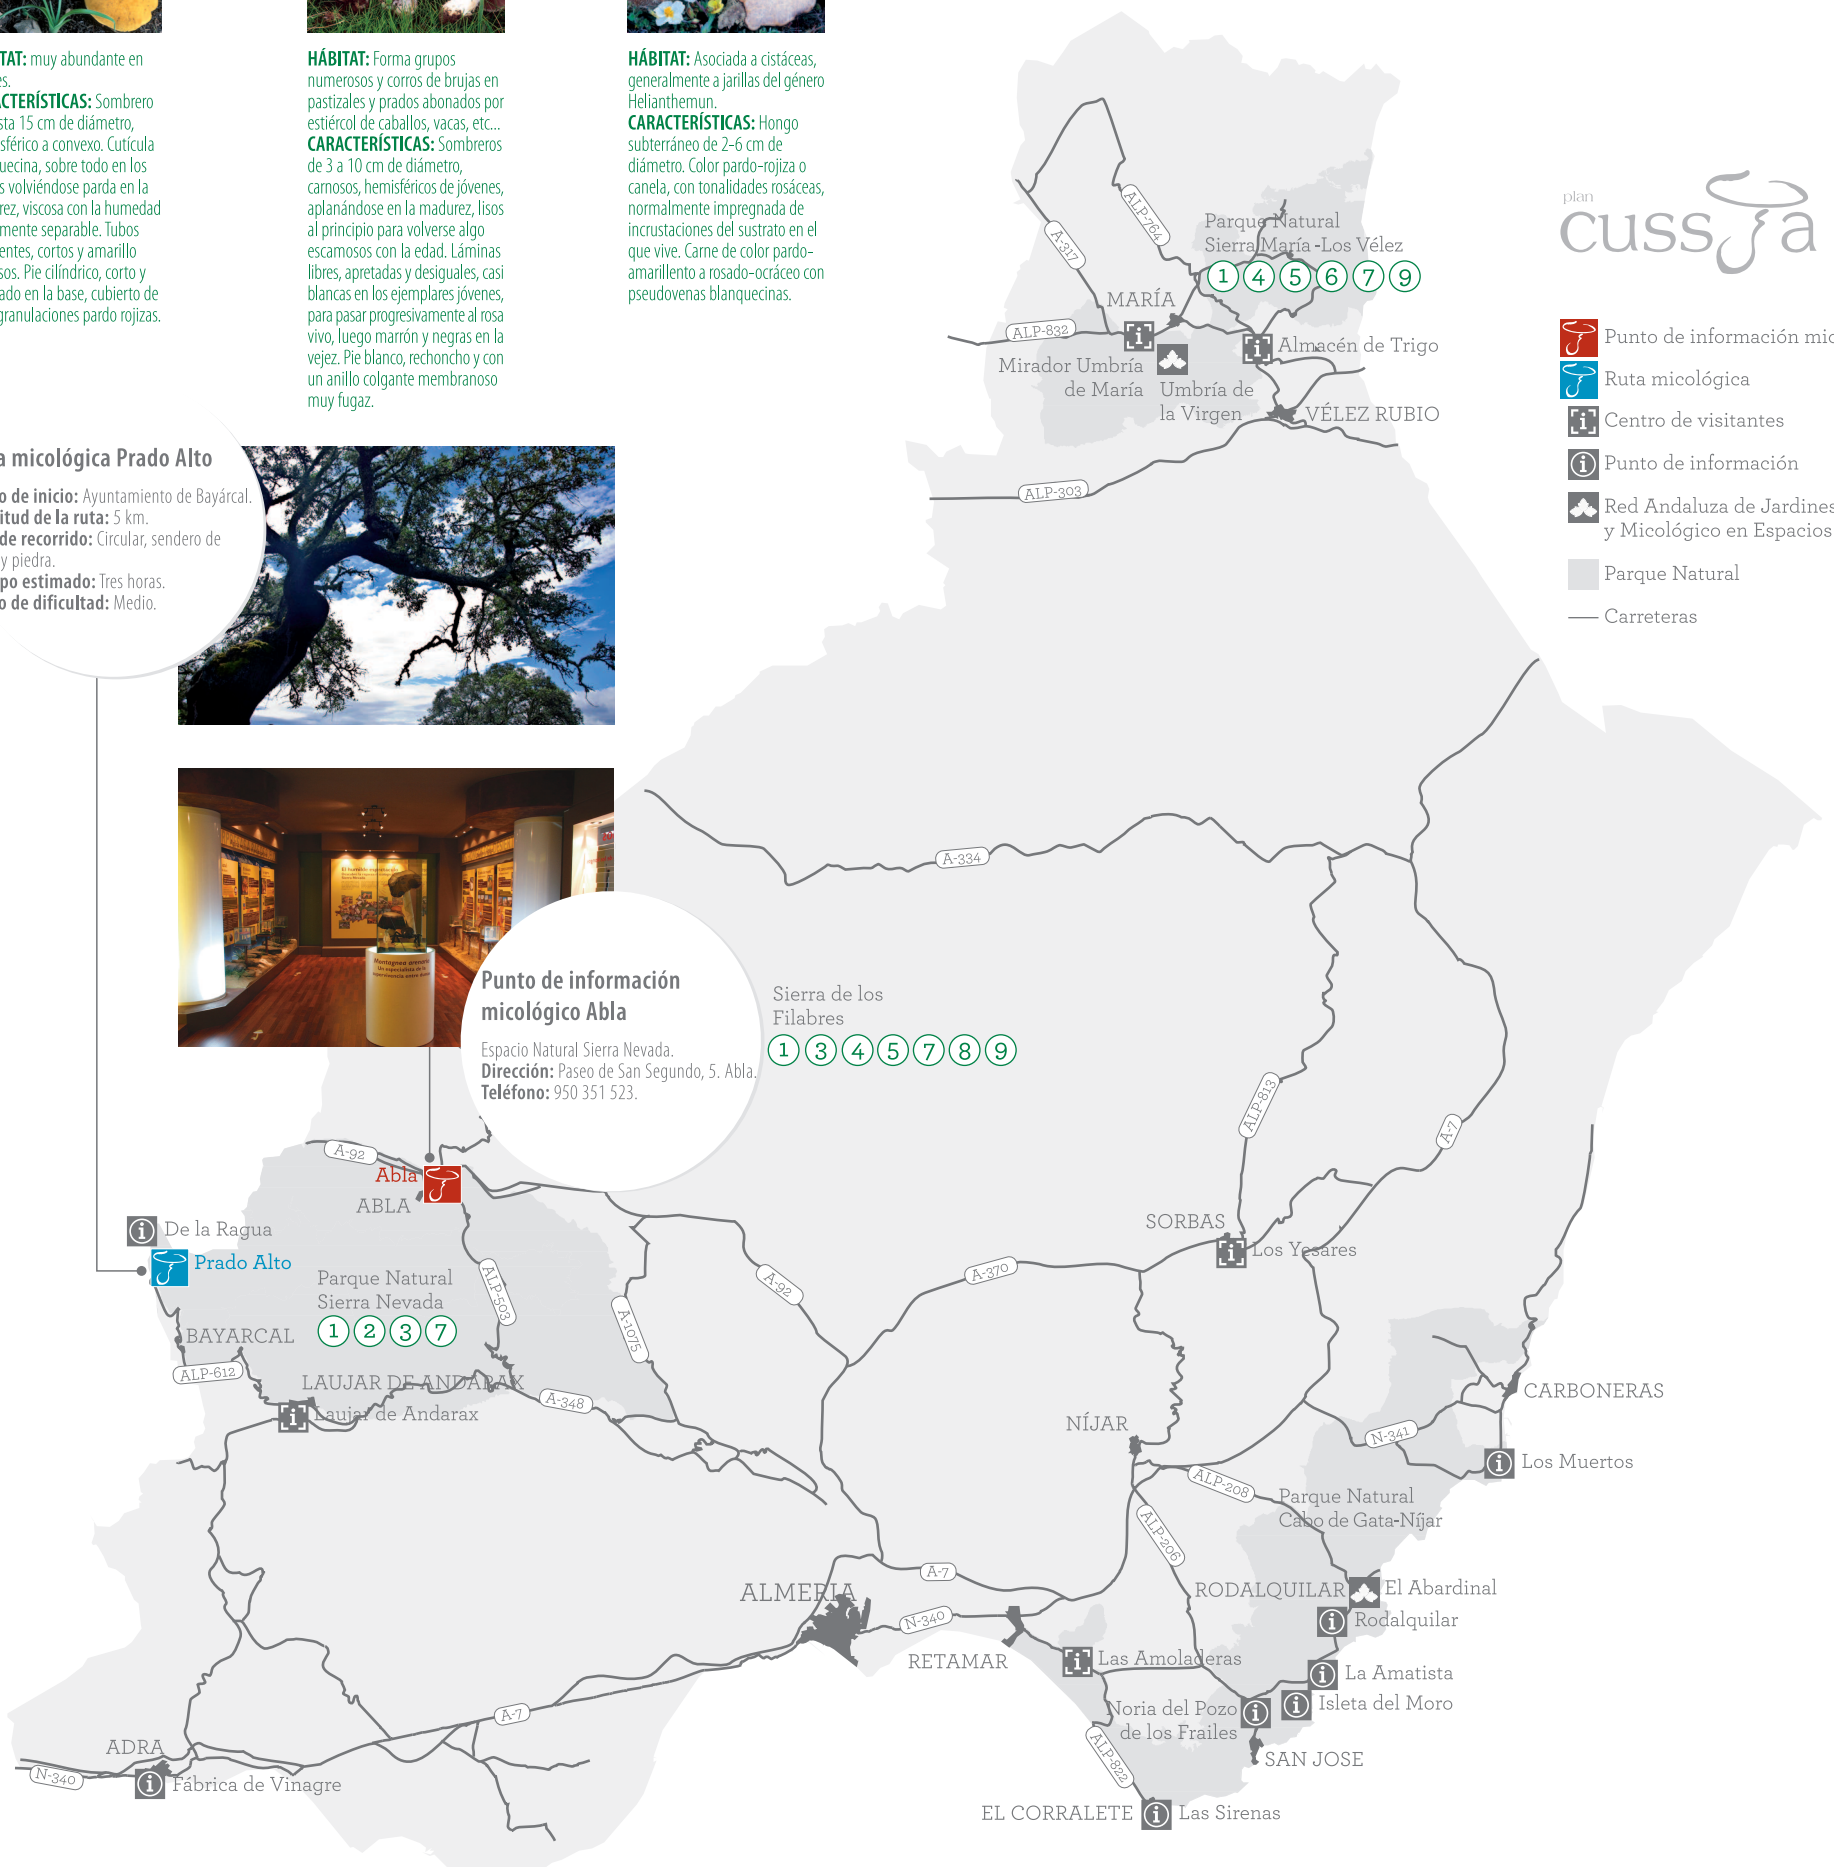 TAT: muy abundante en
es.
ACTERÍSTICAS: Sombrero
sta 15 cm de diámetro,
sférico a convexo. Cutícula
uecina, sobre todo en los
s volviéndose parda en la
rez, viscosa con la humedad
mente separable. Tubos
entes, cortos y amarillo
sos. Pie cilíndrico, corto y
ado en la base, cubierto de
granulaciones pardo rojizas.
HÁBITAT: Forma grupos
numerosos y corros de brujas en
pastizales y prados abonados por
estiércol de caballos, vacas, etc...
CARACTERÍSTICAS: Sombreros
de 3 a 10 cm de diámetro,
carnosos, hemisféricos de jóvenes,
aplanándose en la madurez, lisos
al principio para volverse algo
escamosos con la edad. Láminas
libres, apretadas y desiguales, casi
blancas en los ejemplares jóvenes,
para pasar progresivamente al rosa
vivo, luego marrón y negras en la
vejez. Pie blanco, rechoncho y con
un anillo colgante membranoso
muy fugaz.
HÁBITAT: Asociada a cistáceas,
generalmente a jarillas del género
Helianthemun.
CARACTERÍSTICAS: Hongo
subterráneo de 2-6 cm de
diámetro. Color pardo-rojiza o
canela, con tonalidades rosáceas,
normalmente impregnada de
incrustaciones del sustrato en el
que vive. Carne de color pardo-
amarillento a rosado-ocráceo con
pseudovenas blanquecinas.
a micológica Prado Alto
o de inicio: Ayuntamiento de Bayárcal.
itud de la ruta: 5 km.
de recorrido: Circular, sendero de
y piedra.
po estimado: Tres horas.
o de dificultad: Medio.
Punto de información
micológico Abla
Espacio Natural Sierra Nevada.
Dirección: Paseo de San Segundo, 5. Abla.
Teléfono: 950 351 523.
plan
cussta
Punto de información mic
Ruta micológica
Centro de visitantes
Punto de información
Red Andaluza de Jardines
y Micológico en Espacios
Parque Natural
Carreteras
ALP-764
A-317
Parque Natural
Sierra María-Los Vélez
1 4 5 6 7 9
MARÍA
ALP-832
Almacén de Trigo
Mirador Umbría
de María
Umbría de
la Virgen
VÉLEZ RUBIO
ALP-303
A-334
Sierra de los
Filabres
1 3 4 5 7 8 9
ALP-813
A-7
A-92
Abla
ABLA
De la Ragua
Prado Alto
Parque Natural
Sierra Nevada
1 2 3 7
ALP-503
A-1075
A-92
A-370
SORBAS
Los Yesares
BAYARCAL
ALP-612
LAUJAR DE ANDARAX
Laujar de Andarax
A-348
CARBONERAS
NÍJAR
N-341
Los Muertos
ALP-208
Parque Natural
Cabo de Gata-Níjar
ALP-206
A-7
ALMERIA
N-340
RODALQUILAR
El Abardinal
Rodalquilar
RETAMAR
Las Amoladeras
La Amatista
Isleta del Moro
Noria del Pozo
de los Frailes
A-7
ADRA
N-340
Fábrica de Vinagre
ALP-822
SAN JOSE
EL CORRALETE
Las Sirenas